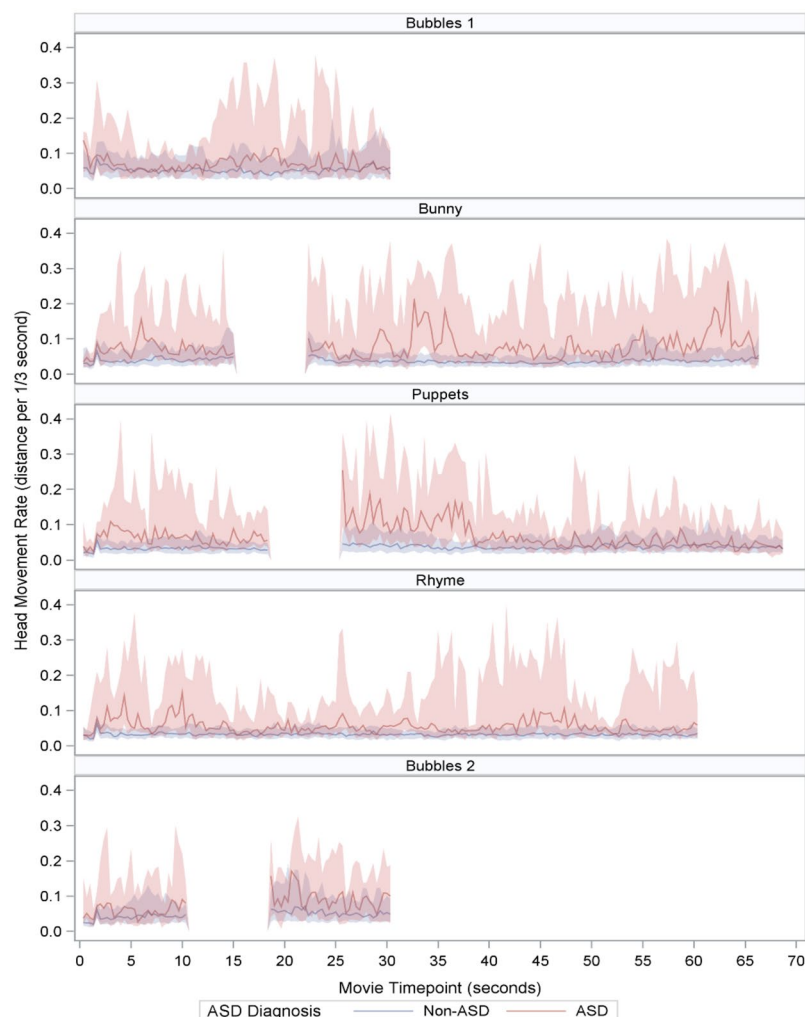 Bubbles 1
0.4
0.3
0.2
0.1
0.0
Bunny
0.4
0.3
0.2
0.1
0.0
Puppets
0.4
0.3
0.2
0.1
0.0
Rhyme
0.4
0.3
0.2
0.1
0.0
Bubbles 2
0.4
0.3
0.2
0.1
0.0
Head Movement Rate (distance per 1/3 second)
0 5 10 15 20 25 30 35 40 45 50 55 60 65 70
Movie Timepoint (seconds)
ASD Diagnosis Non-ASD ASD